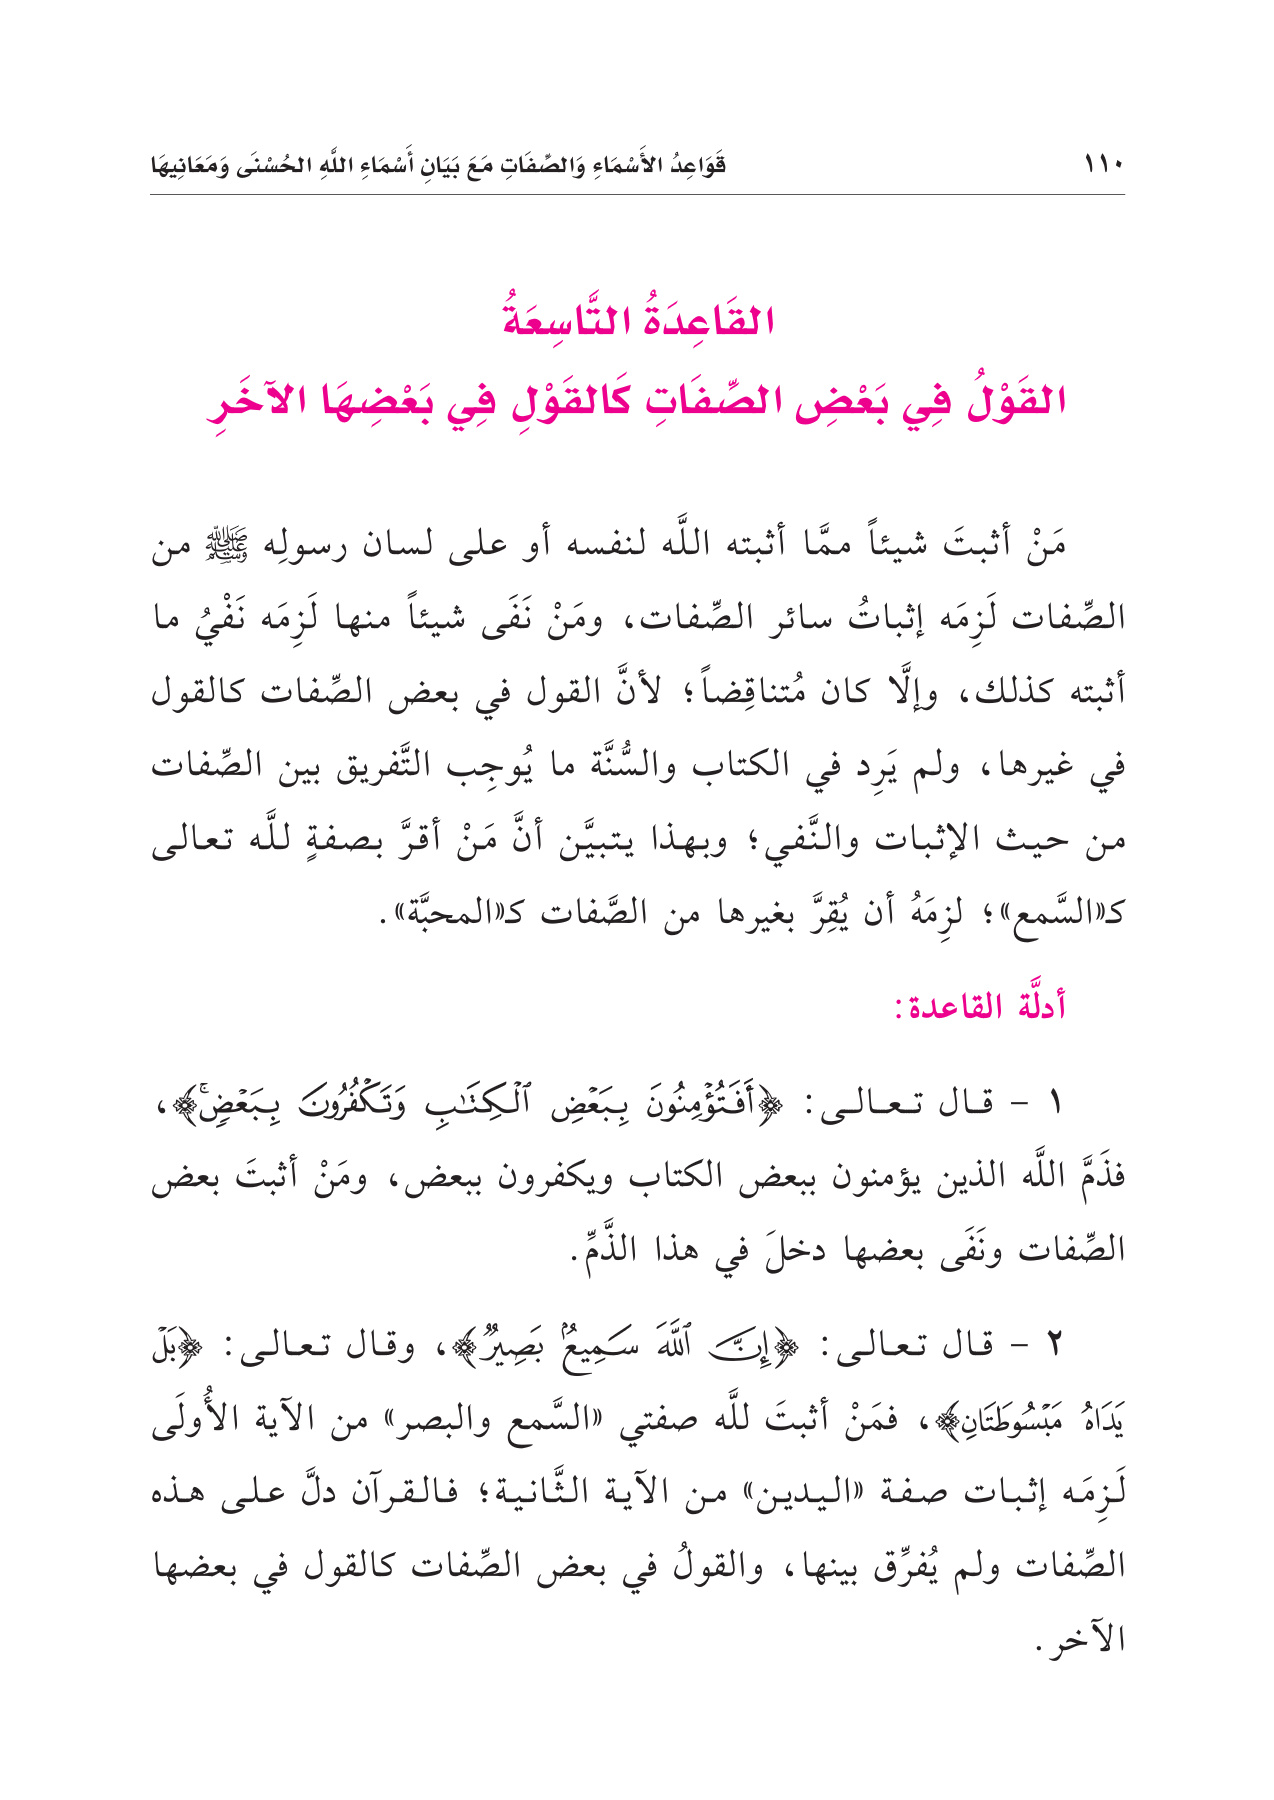 ١١٠ قَوَاعِدُ الأَسْمَاءِ وَالصِّفَاتِ مَعَ بَيَانِ أَسْمَاءِ اللَّهِ الحُسْنَى وَمَعَانِيهَا
القَاعِدَةُ التَّاسِعَةُ
القَوْلُ فِي بَعْضِ الصِّفَاتِ كَالقَوْلِ فِي بَعْضِهَا الآخَرِ
مَنْ أثبتَ شيئاً ممَّا أثبته اللَّه لنفسه أو على لسان رسولِه ﷺ من
الصِّفات لَزِمَه إثباتُ سائر الصِّفات، ومَنْ نَفَى شيئاً منها لَزِمَه نَفْيُ ما
أثبته كذلك، وإلَّا كان مُتناقِضاً؛ لأنَّ القول في بعض الصِّفات كالقول
في غيرها، ولم يَرِد في الكتاب والسُّنَّة ما يُوجِب التَّفريق بين الصِّفات
من حيث الإثبات والنَّفي؛ وبهذا يتبيَّن أنَّ مَنْ أقرَّ بصفةٍ للَّه تعالى
كـ«السَّمع»؛ لزِمَهُ أن يُقِرَّ بغيرها من الصَّفات كـ«المحبَّة».
أدلَّة القاعدة:
١ - قال تعالى: ﴿أَفَتُؤْمِنُونَ بِبَعْضِ ٱلْكِتَٰبِ وَتَكْفُرُونَ بِبَعْضٍۚ﴾،
فذَمَّ اللَّه الذين يؤمنون ببعض الكتاب ويكفرون ببعض، ومَنْ أثبتَ بعض
الصِّفات ونَفَى بعضها دخلَ في هذا الذَّمِّ.
٢ - قال تعالى: ﴿إِنَّ ٱللَّهَ سَمِيعٌۢ بَصِيرٌ﴾، وقال تعالى: ﴿بَلْ
يَدَاهُ مَبْسُوطَتَانِ﴾، فمَنْ أثبتَ للَّه صفتي «السَّمع والبصر» من الآية الأُولَى
لَزِمَه إثبات صفة «اليدين» من الآية الثَّانية؛ فالقرآن دلَّ على هذه
الصِّفات ولم يُفرِّق بينها، والقولُ في بعض الصِّفات كالقول في بعضها
الآخر.